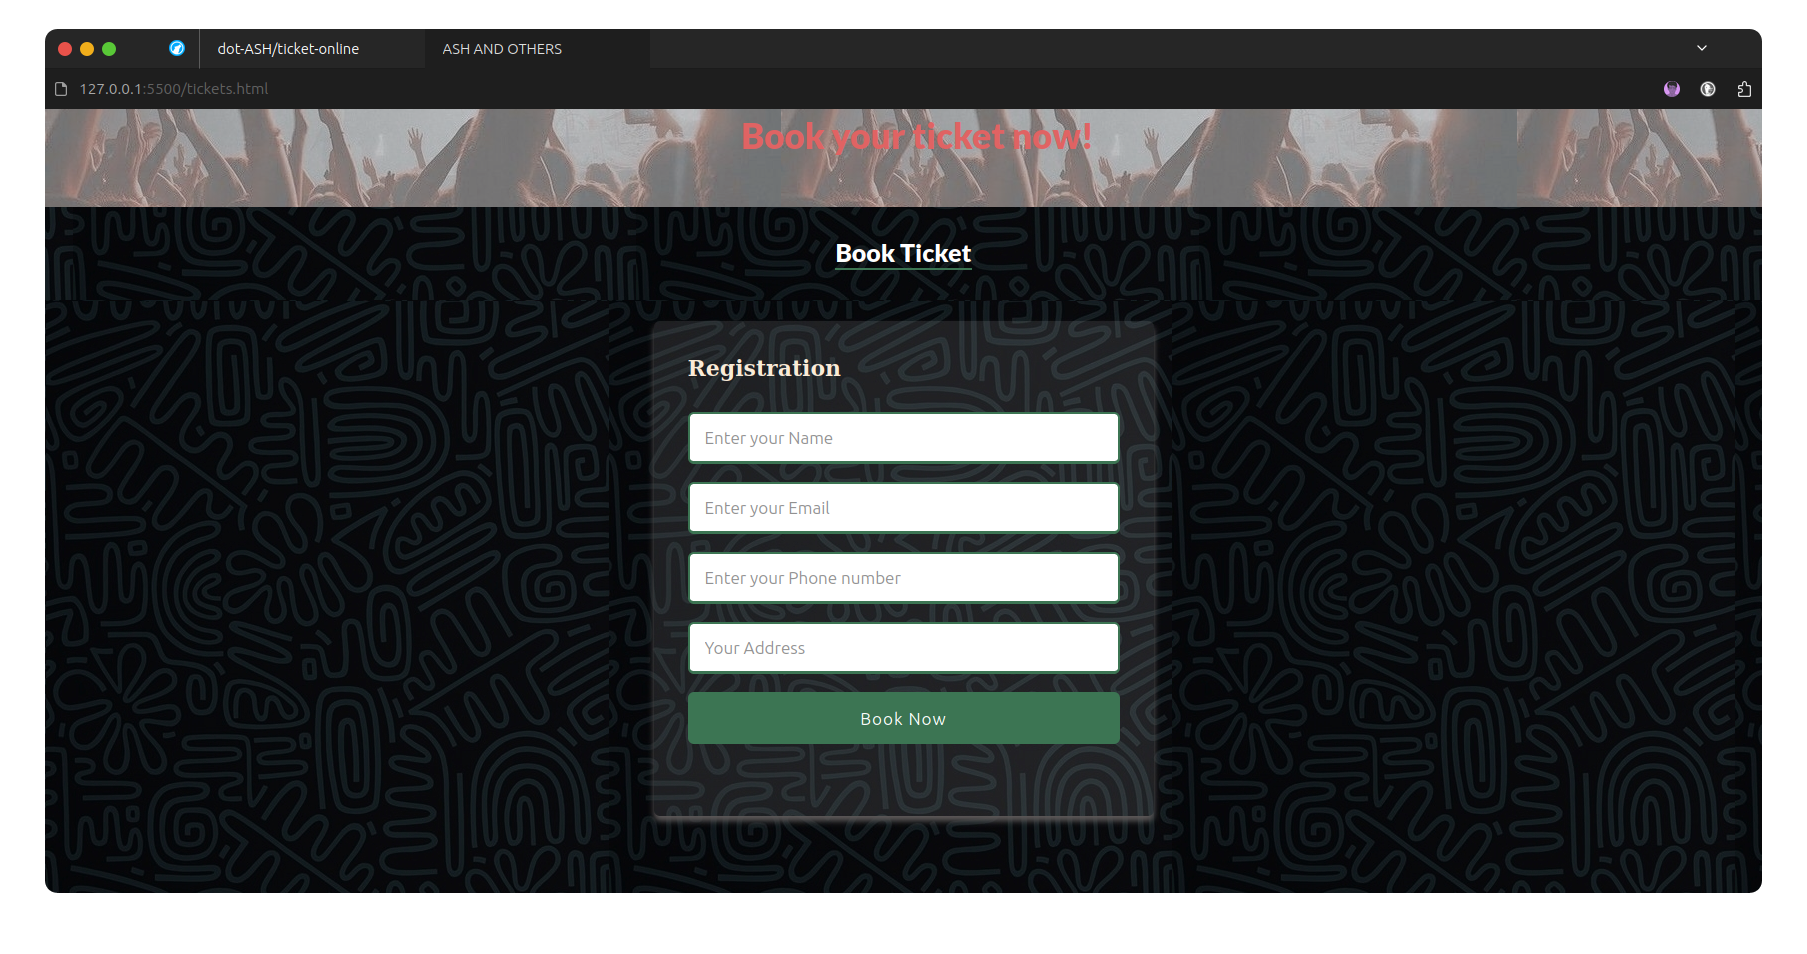 dot-ASH/ticket-online
ASH AND OTHERS
127.0.0.1:5500/tickets.html
Book your ticket now!
Book Ticket
Registration
Enter your Name
Enter your Email
Enter your Phone number
Your Address
Book Now